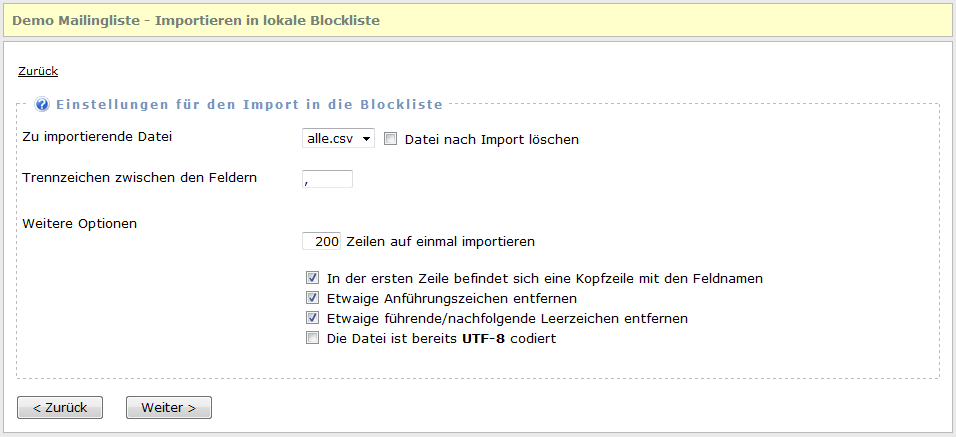 Demo Mailingliste - Importieren in lokale Blockliste
Zurück
Einstellungen für den Import in die Blockliste
Zu importierende Datei alle.csv Datei nach Import löschen
Trennzeichen zwischen den Feldern ,
Weitere Optionen
200 Zeilen auf einmal importieren
In der ersten Zeile befindet sich eine Kopfzeile mit den Feldnamen
Etwaige Anführungszeichen entfernen
Etwaige führende/nachfolgende Leerzeichen entfernen
Die Datei ist bereits UTF-8 codiert
< Zurück Weiter >